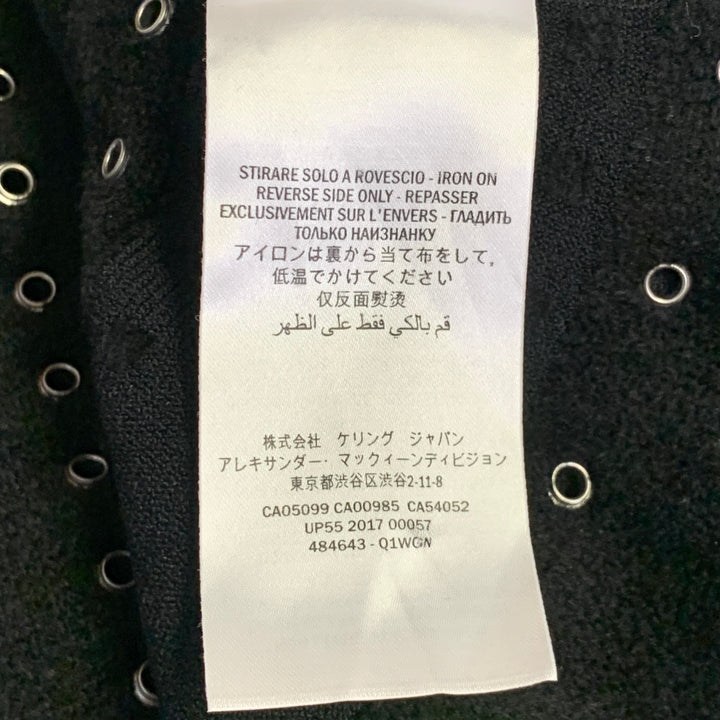 STIRARE SOLO A ROVESCIO - IRON ON
REVERSE SIDE ONLY - REPASSER
EXCLUSIVEMENT SUR L'ENVERS - ГЛАДИТЬ
ТОЛЬКО НАИЗНАНКУ
アイロンは裏から当て布をして,
低温でかけてください
仅反面熨烫
قم بالكي فقط على الظهر
株式会社 ケリング ジャパン
アレキサンダー・マックィーンディビジョン
東京都渋谷区渋谷2-11-8
CA05099 CA00985 CA54052
UP55 2017 00057
484643 - Q1WGN